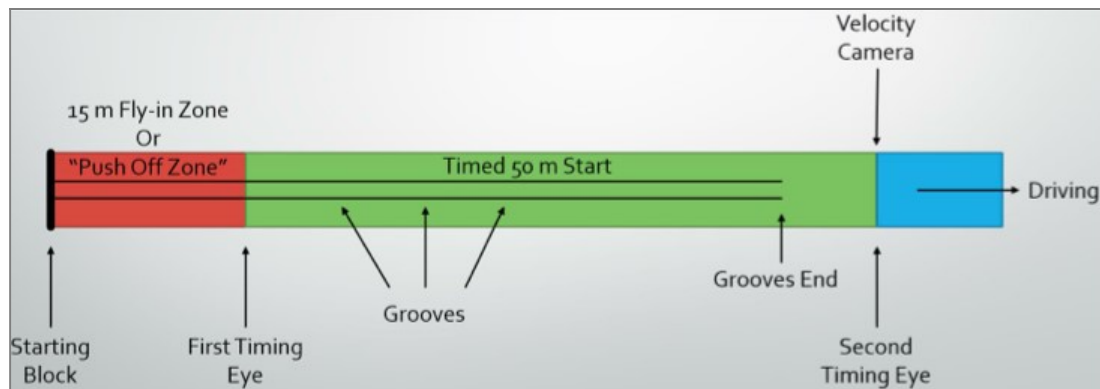 Velocity
Camera
15 m Fly-in Zone
Or
"Push Off Zone"
Timed 50 m Start
Driving
Grooves
Grooves End
Starting
Block
First Timing
Eye
Second
Timing Eye